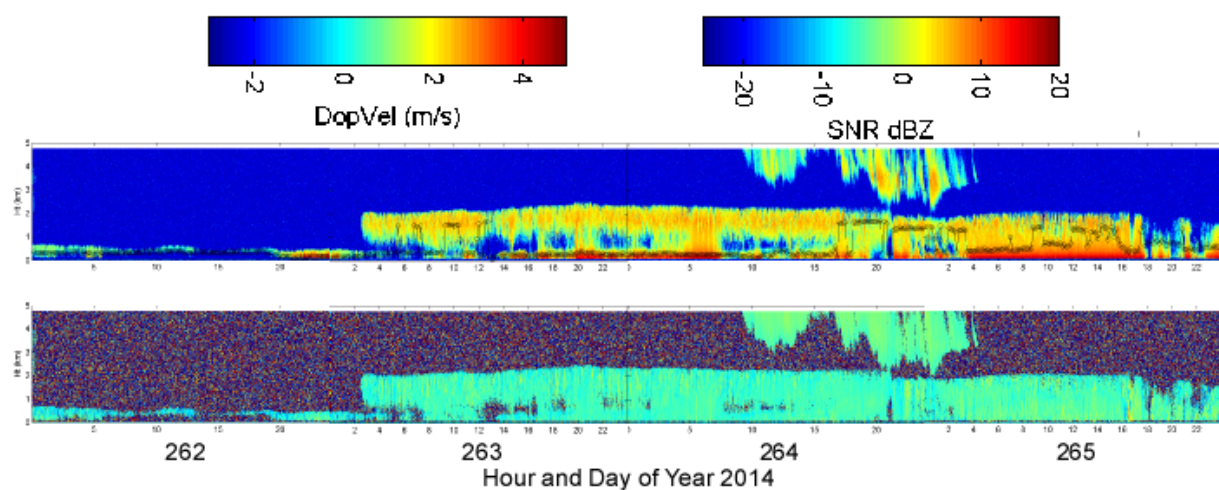 -2 0 2 4
-20 -10 0 10 20
DopVel (m/s)
SNR dBZ
Ht (km)
5 10 15 20 2 4 6 8 10 12 14 16 18 20 22 5 10 15 20 2 4 6 8 10 12 14 16 18 20 22
Ht (km)
5 10 15 20 2 4 6 8 10 12 14 16 18 20 22 10 15 20 2 4 6 8 10 12 14 16 18 20 22
262 263 264 265
Hour and Day of Year 2014